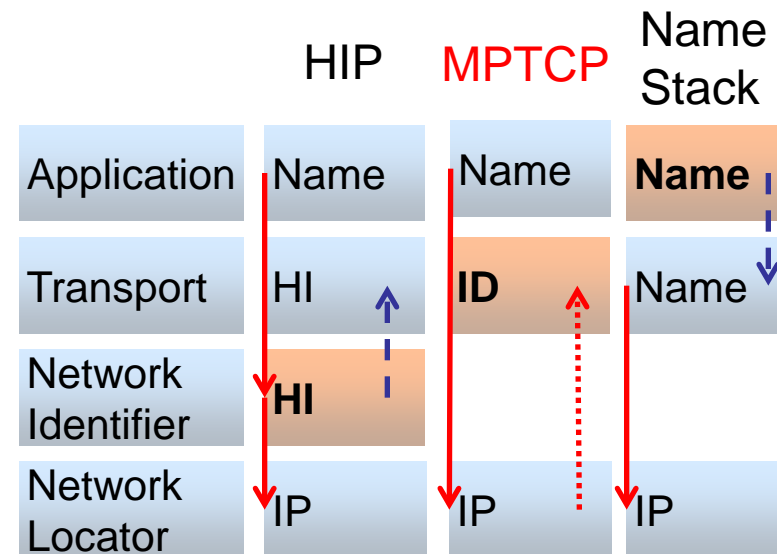 HIP MPTCP Name
Stack
Application Name Name Name
Transport HI ID Name
Network
Identifier HI
Network
Locator IP IP IP